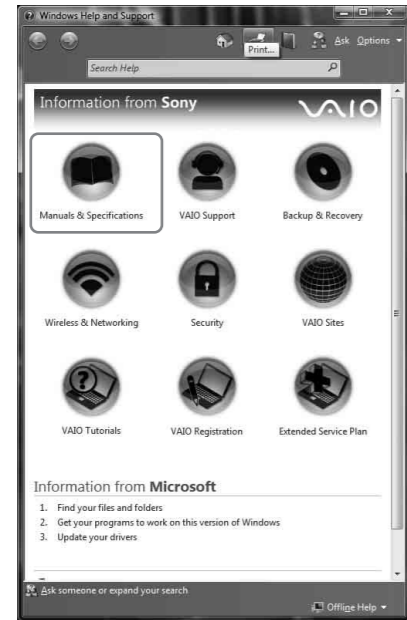 Windows Help and Support
Ask Options
Print...
Search Help
Information from Sony VAIO
Manuals & Specifications VAIO Support Backup & Recovery
Wireless & Networking Security VAIO Sites
VAIO Tutorials VAIO Registration Extended Service Plan
Information from Microsoft
1. Find your files and folders
2. Get your programs to work on this version of Windows
3. Update your drivers
Ask someone or expand your search
Offline Help